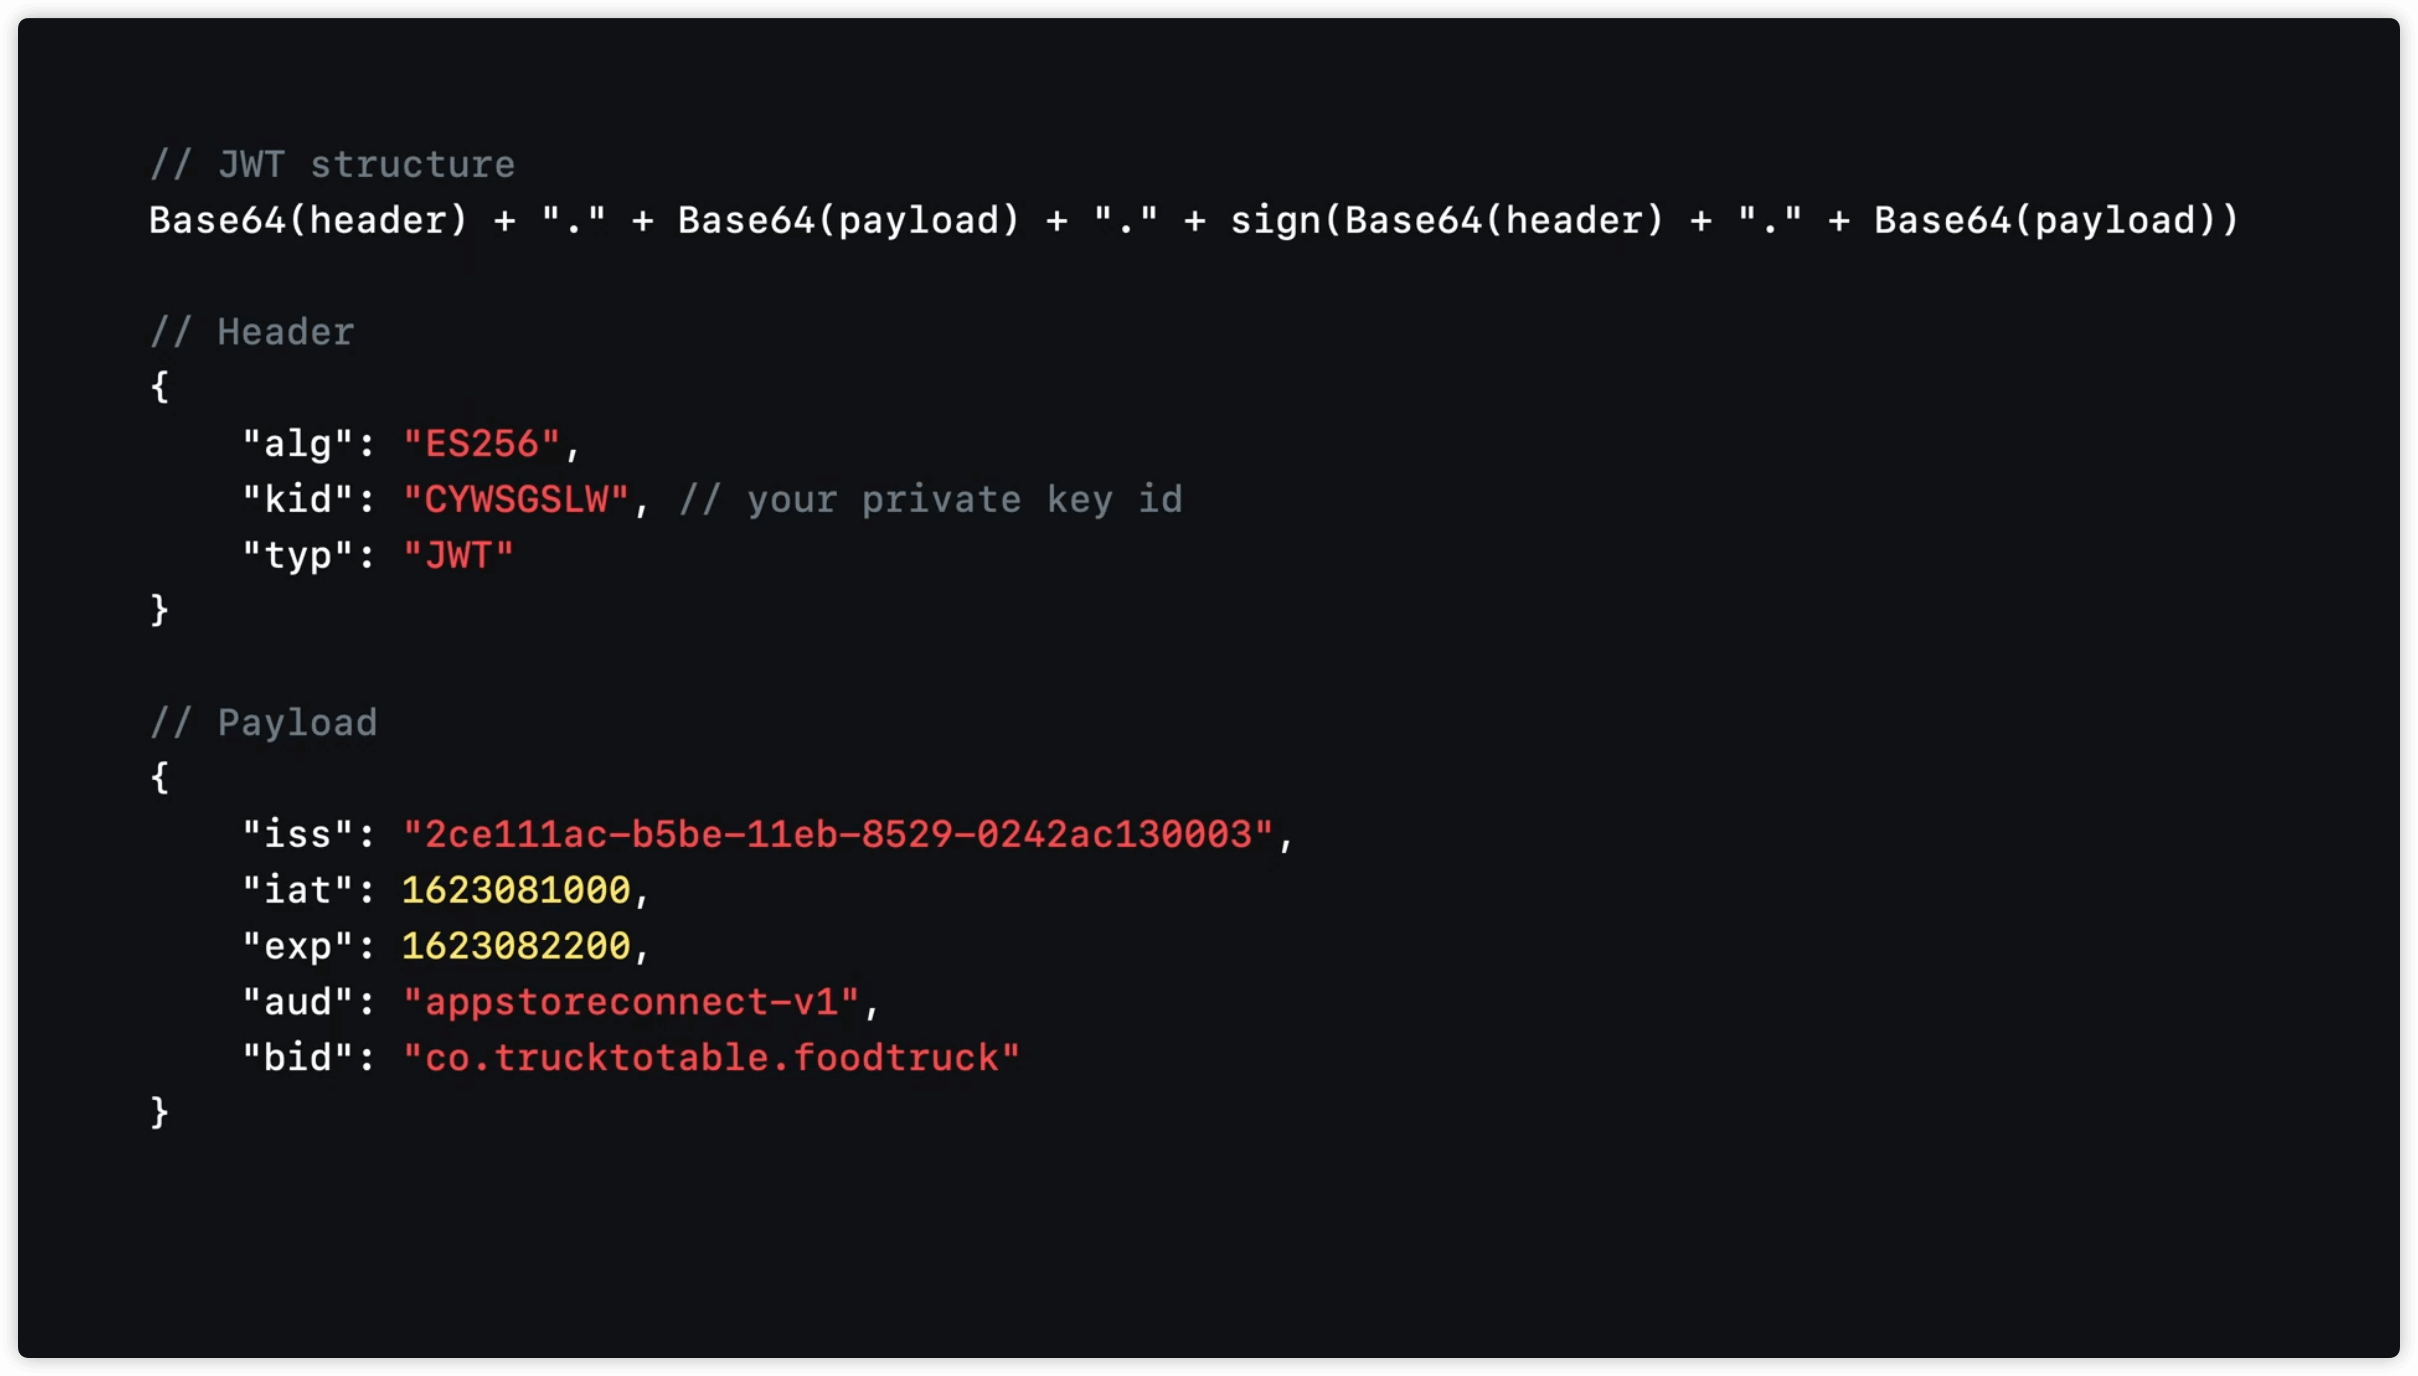 // JWT structure
Base64(header) + "." + Base64(payload) + "." + sign(Base64(header) + "." + Base64(payload))
// Header
{
"alg": "ES256",
"kid": "CYWSGSLW", // your private key id
"typ": "JWT"
}
// Payload
{
"iss": "2ce111ac-b5be-11eb-8529-0242ac130003",
"iat": 1623081000,
"exp": 1623082200,
"aud": "appstoreconnect-v1",
"bid": "co.trucktotable.foodtruck"
}